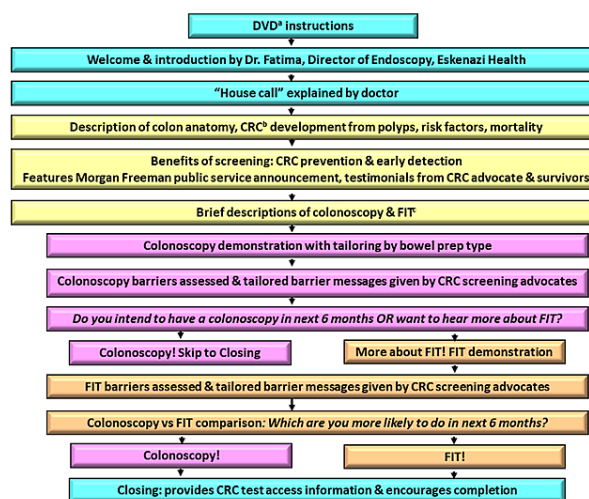 DVDᵃ instructions
Welcome & introduction by Dr. Fatima, Director of Endoscopy, Eskenazi Health
“House call” explained by doctor
Description of colon anatomy, CRCᵇ development from polyps, risk factors, mortality
Benefits of screening: CRC prevention & early detection
Features Morgan Freeman public service announcement, testimonials from CRC advocate & survivors
Brief descriptions of colonoscopy & FITᶜ
Colonoscopy demonstration with tailoring by bowel prep type
Colonoscopy barriers assessed & tailored barrier messages given by CRC screening advocates
Do you intend to have a colonoscopy in next 6 months OR want to hear more about FIT?
Colonoscopy! Skip to Closing
More about FIT! FIT demonstration
FIT barriers assessed & tailored barrier messages given by CRC screening advocates
Colonoscopy vs FIT comparison: Which are you more likely to do in next 6 months?
Colonoscopy!
FIT!
Closing: provides CRC test access information & encourages completion